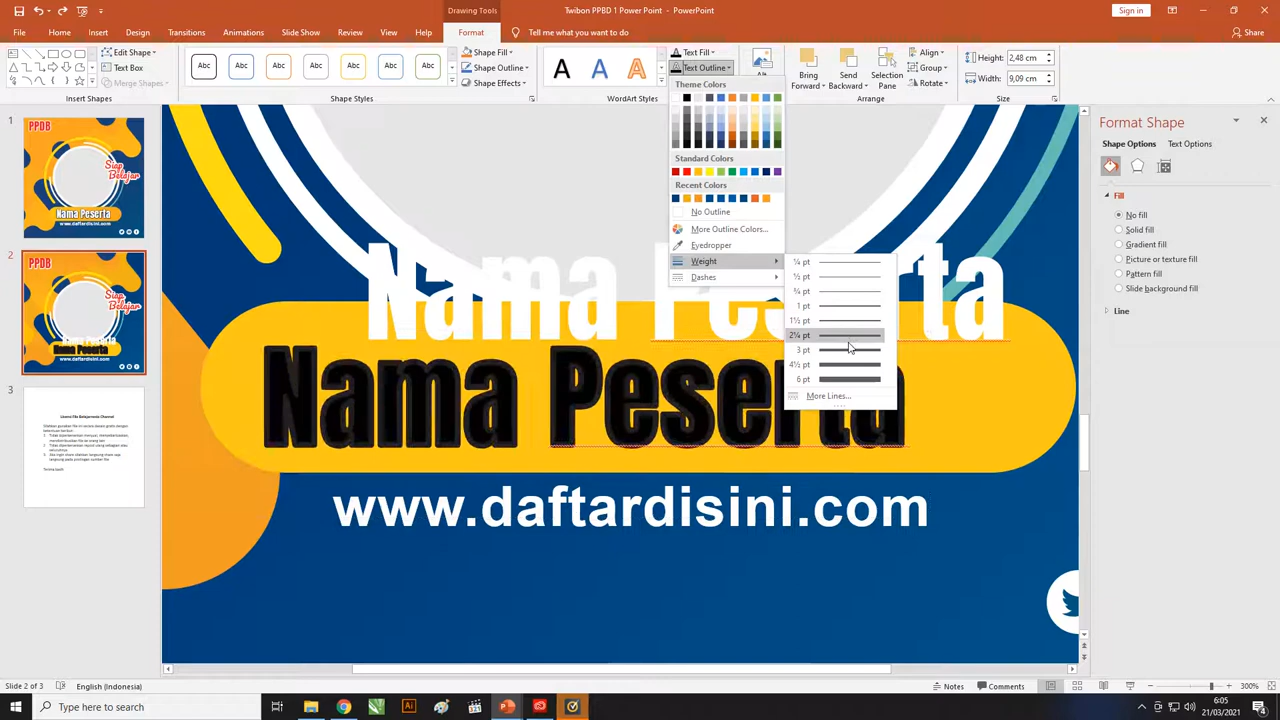 Drawing Tools
Twibon PPBD 1 Power Point - PowerPoint
Sign in
File Home Insert Design Transitions Animations Slide Show Review View Help Format Tell me what you want to do
Share
Edit Shape
Text Box
Merge Shapes
Insert Shapes
Abc Abc Abc Abc Abc Abc Abc
Shape Fill
Shape Outline
Shape Effects
Shape Styles
A A A
Text Fill
Text Outline
WordArt Styles
Alt
Bring Forward
Send Backward
Selection Pane
Align
Group
Rotate
Arrange
Height: 2,48 cm
Width: 9,09 cm
Size
Theme Colors
Standard Colors
Recent Colors
No Outline
More Outline Colors...
Eyedropper
Weight
Dashes
¼ pt
½ pt
¾ pt
1 pt
1½ pt
2¼ pt
3 pt
4½ pt
6 pt
More Lines...
PPDB
Siap
Belajar
Nama Peserta
www.daftardisini.com
2
PPDB
Siap
Belajar
www.daftardisini.com
3
Nama Peserta
Nama Peserta
www.daftardisini.com
Format Shape
Shape Options Text Options
Fill
No fill
Solid fill
Gradient fill
Picture or texture fill
Pattern fill
Slide background fill
Line
Slide 2 of 3
English (Indonesia)
Notes
Comments
300%
Type here to search
6:05
21/03/2021